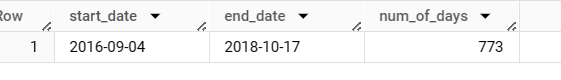 Row start_date end_date num_of_days
1 2016-09-04 2018-10-17 773